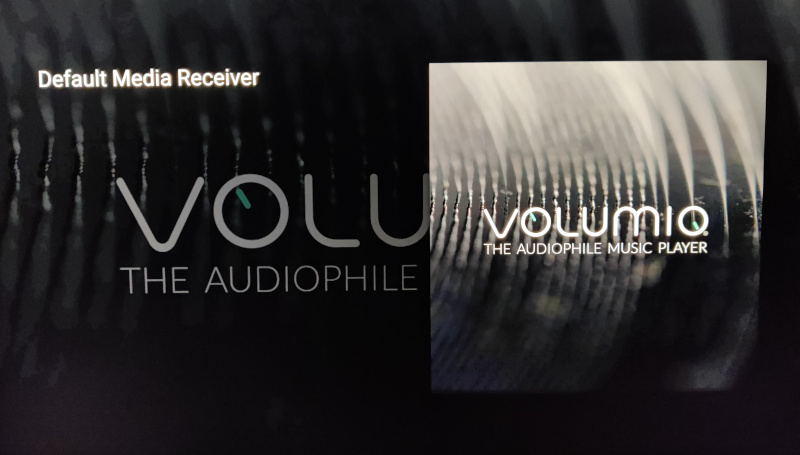 Default Media Receiver
VOLU
THE AUDIOPHILE
VOLUMIO
THE AUDIOPHILE MUSIC PLAYER